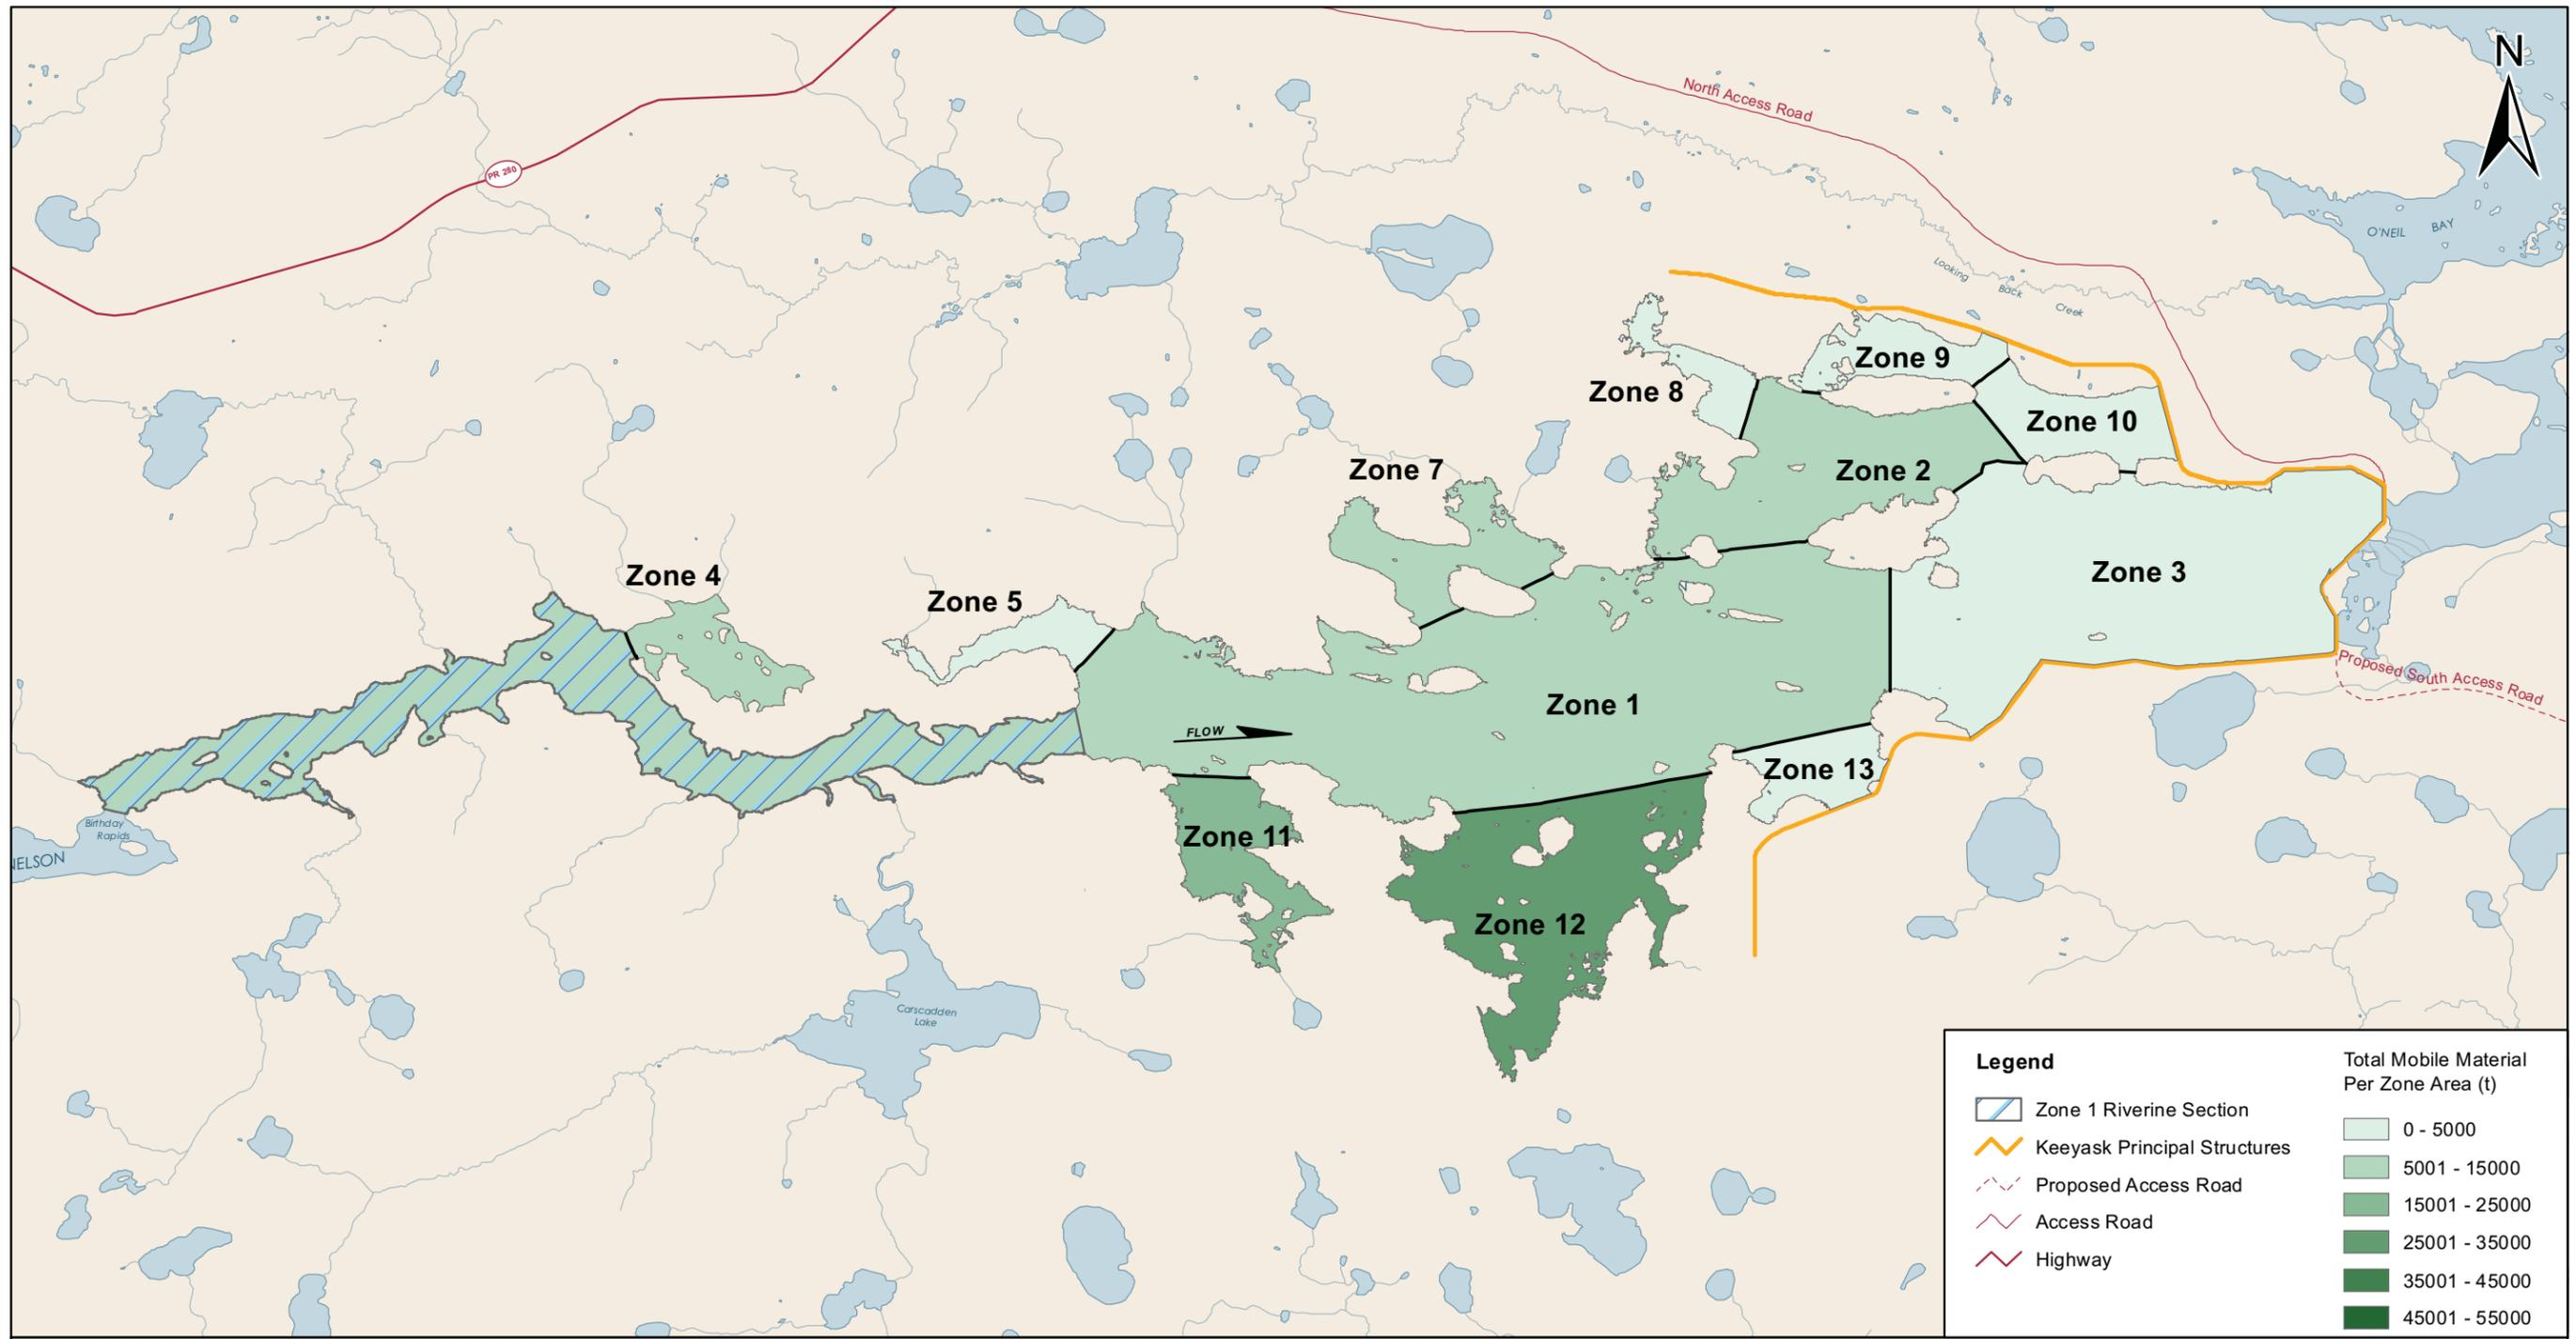 N
North Access Road
PR 280
O'NEIL BAY
Looking Back Creek
Zone 9
Zone 8
Zone 10
Zone 7
Zone 2
Zone 4
Zone 3
Zone 5
Proposed South Access Road
Zone 1
FLOW
Zone 13
Birthday
Rapids
Zone 11
NELSON
Zone 12
Carscadden
Lake
Legend
Zone 1 Riverine Section
Keeyask Principal Structures
Proposed Access Road
Access Road
Highway
Total Mobile Material
Per Zone Area (t)
0 - 5000
5001 - 15000
15001 - 25000
25001 - 35000
35001 - 45000
45001 - 55000